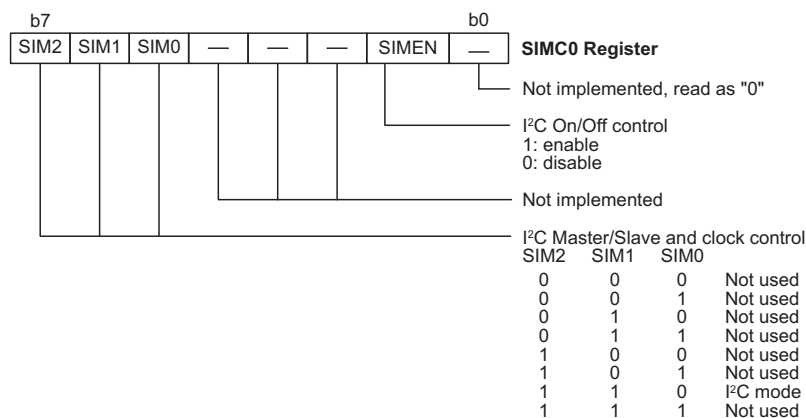 b7 b0
SIM2 SIM1 SIM0 — — — SIMEN — SIMC0 Register
Not implemented, read as "0"
I²C On/Off control
1: enable
0: disable
Not implemented
I²C Master/Slave and clock control
SIM2 SIM1 SIM0
0 0 0 Not used
0 0 1 Not used
0 1 0 Not used
0 1 1 Not used
1 0 0 Not used
1 0 1 Not used
1 1 0 I²C mode
1 1 1 Not used